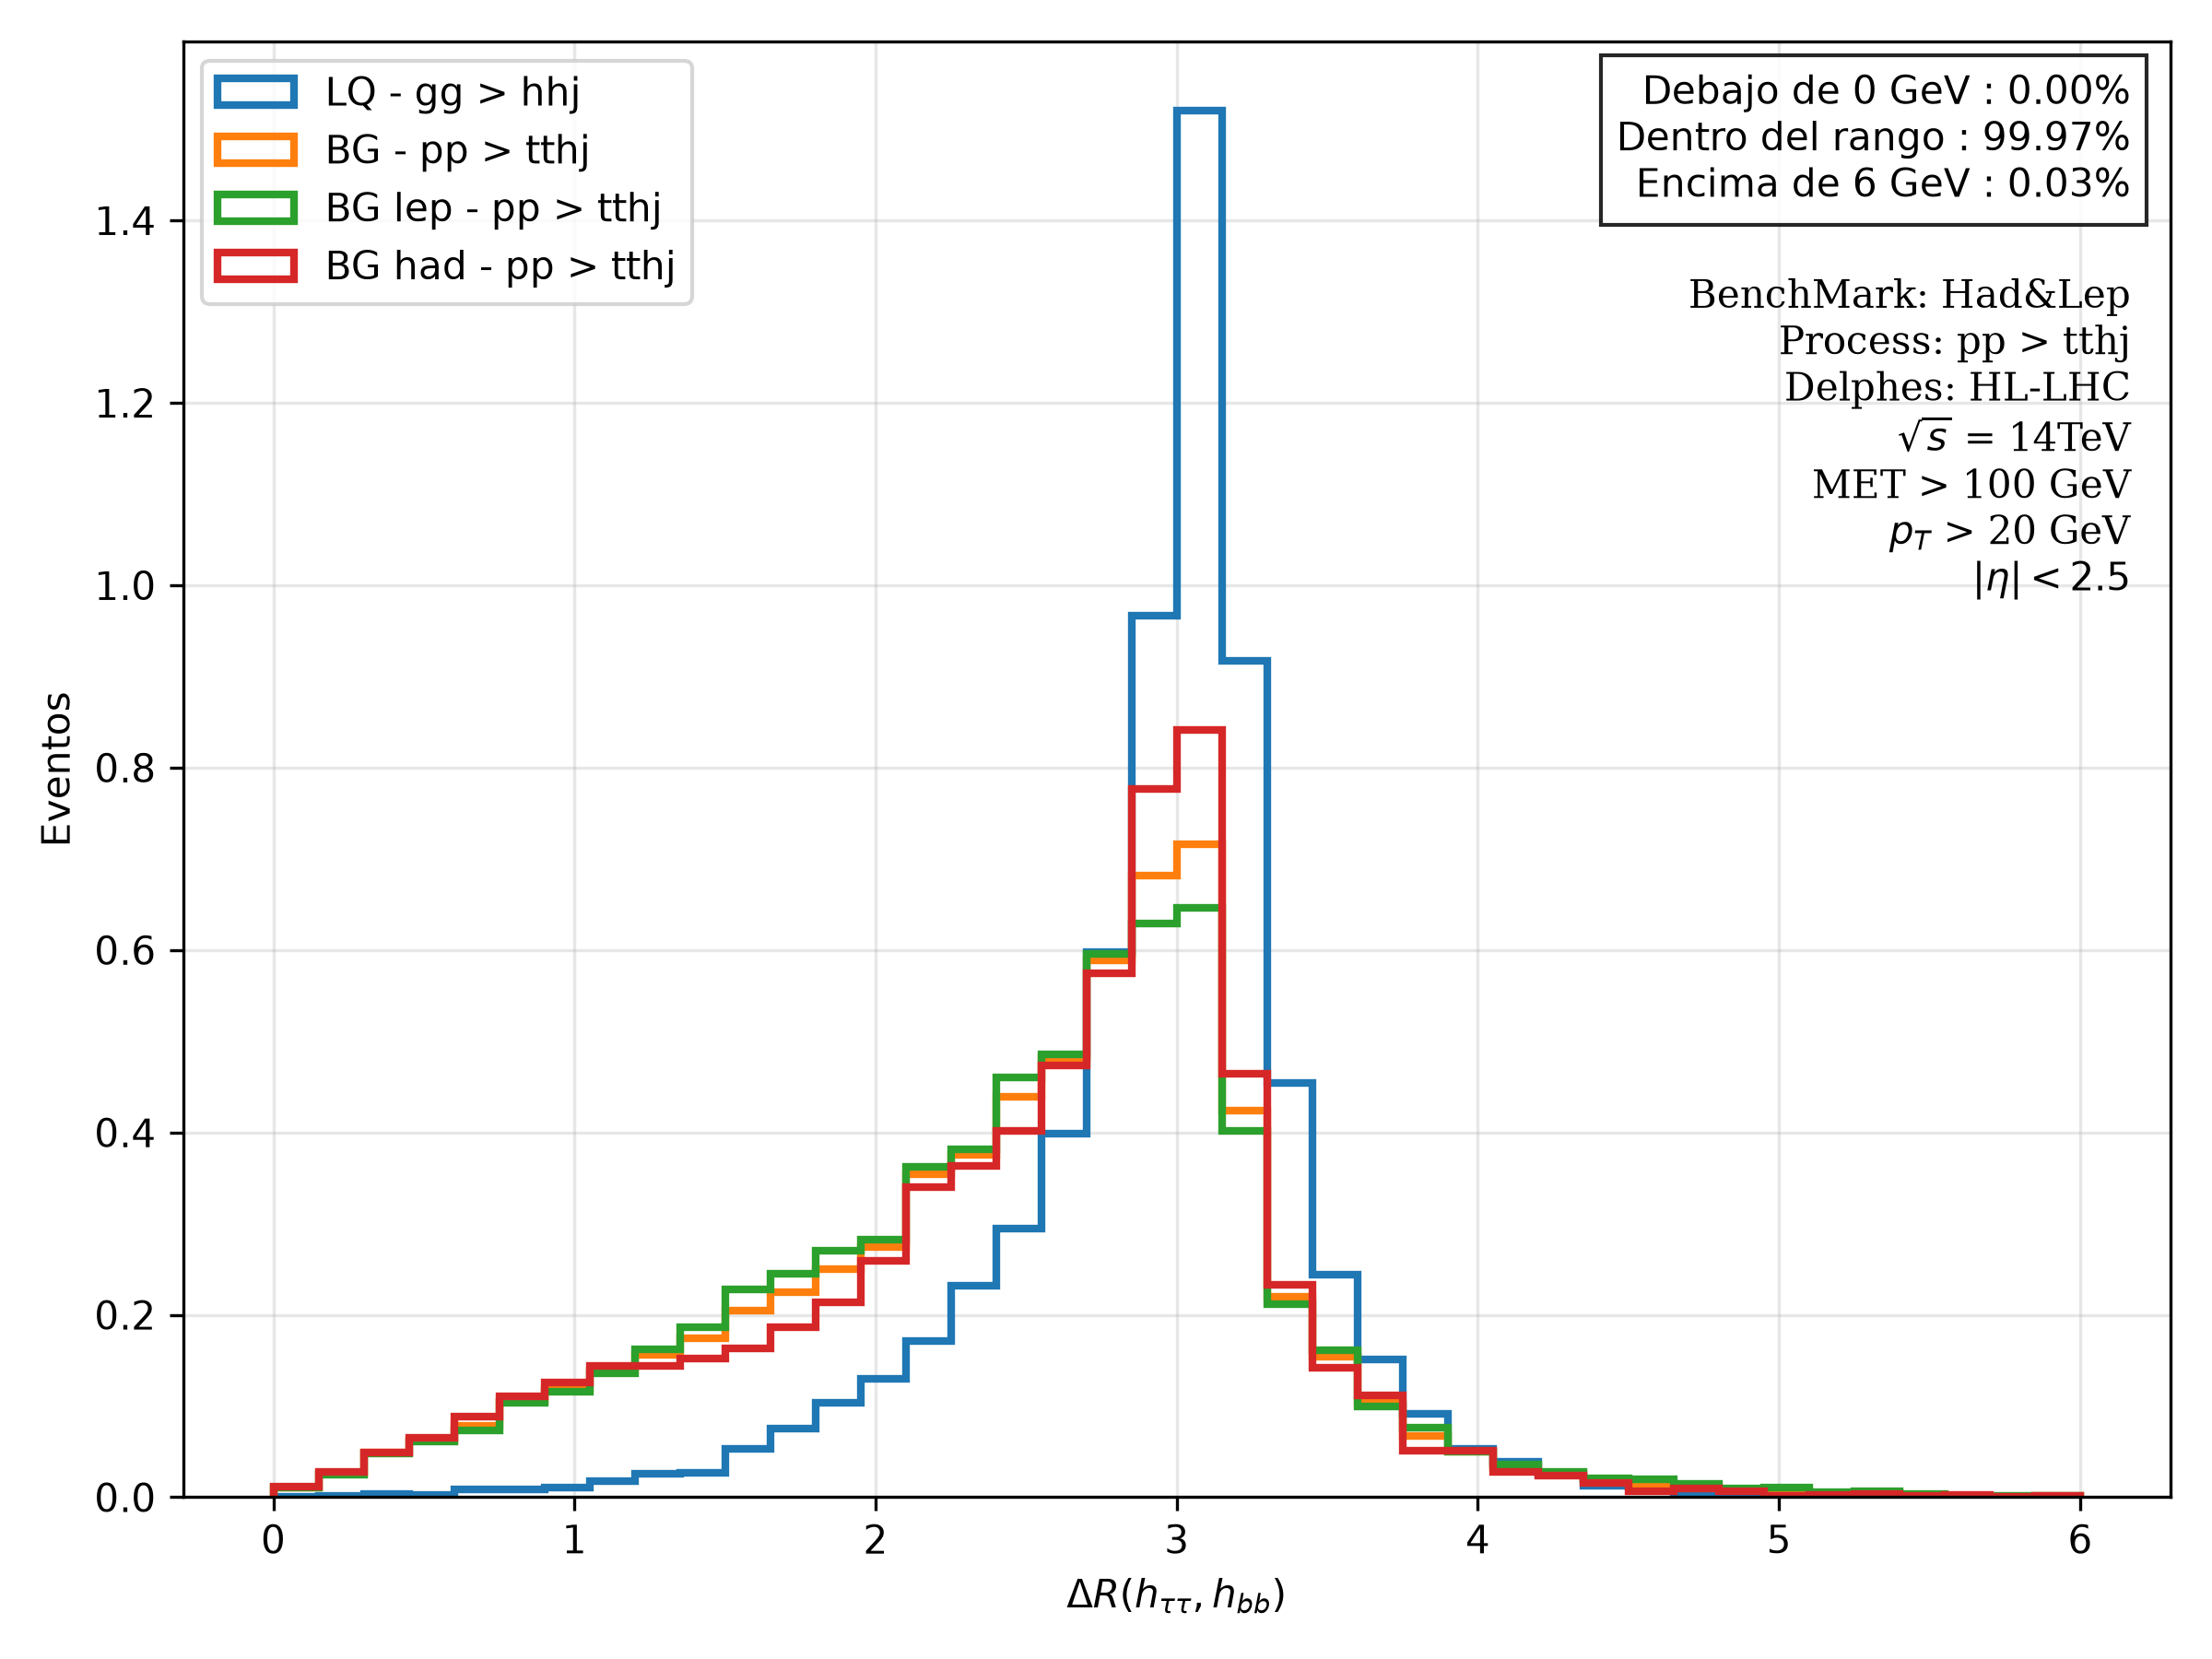 LQ - gg > hhj
BG - pp > tthj
BG lep - pp > tthj
BG had - pp > tthj
Debajo de 0 GeV : 0.00%
Dentro del rango : 99.97%
Encima de 6 GeV : 0.03%
BenchMark: Had&Lep
Process: pp > tthj
Delphes: HL-LHC
√s = 14TeV
MET > 100 GeV
p_T > 20 GeV
|η| < 2.5
Eventos
1.4
1.2
1.0
0.8
0.6
0.4
0.2
0.0
0 1 2 3 4 5 6
ΔR(h_ττ, h_bb)